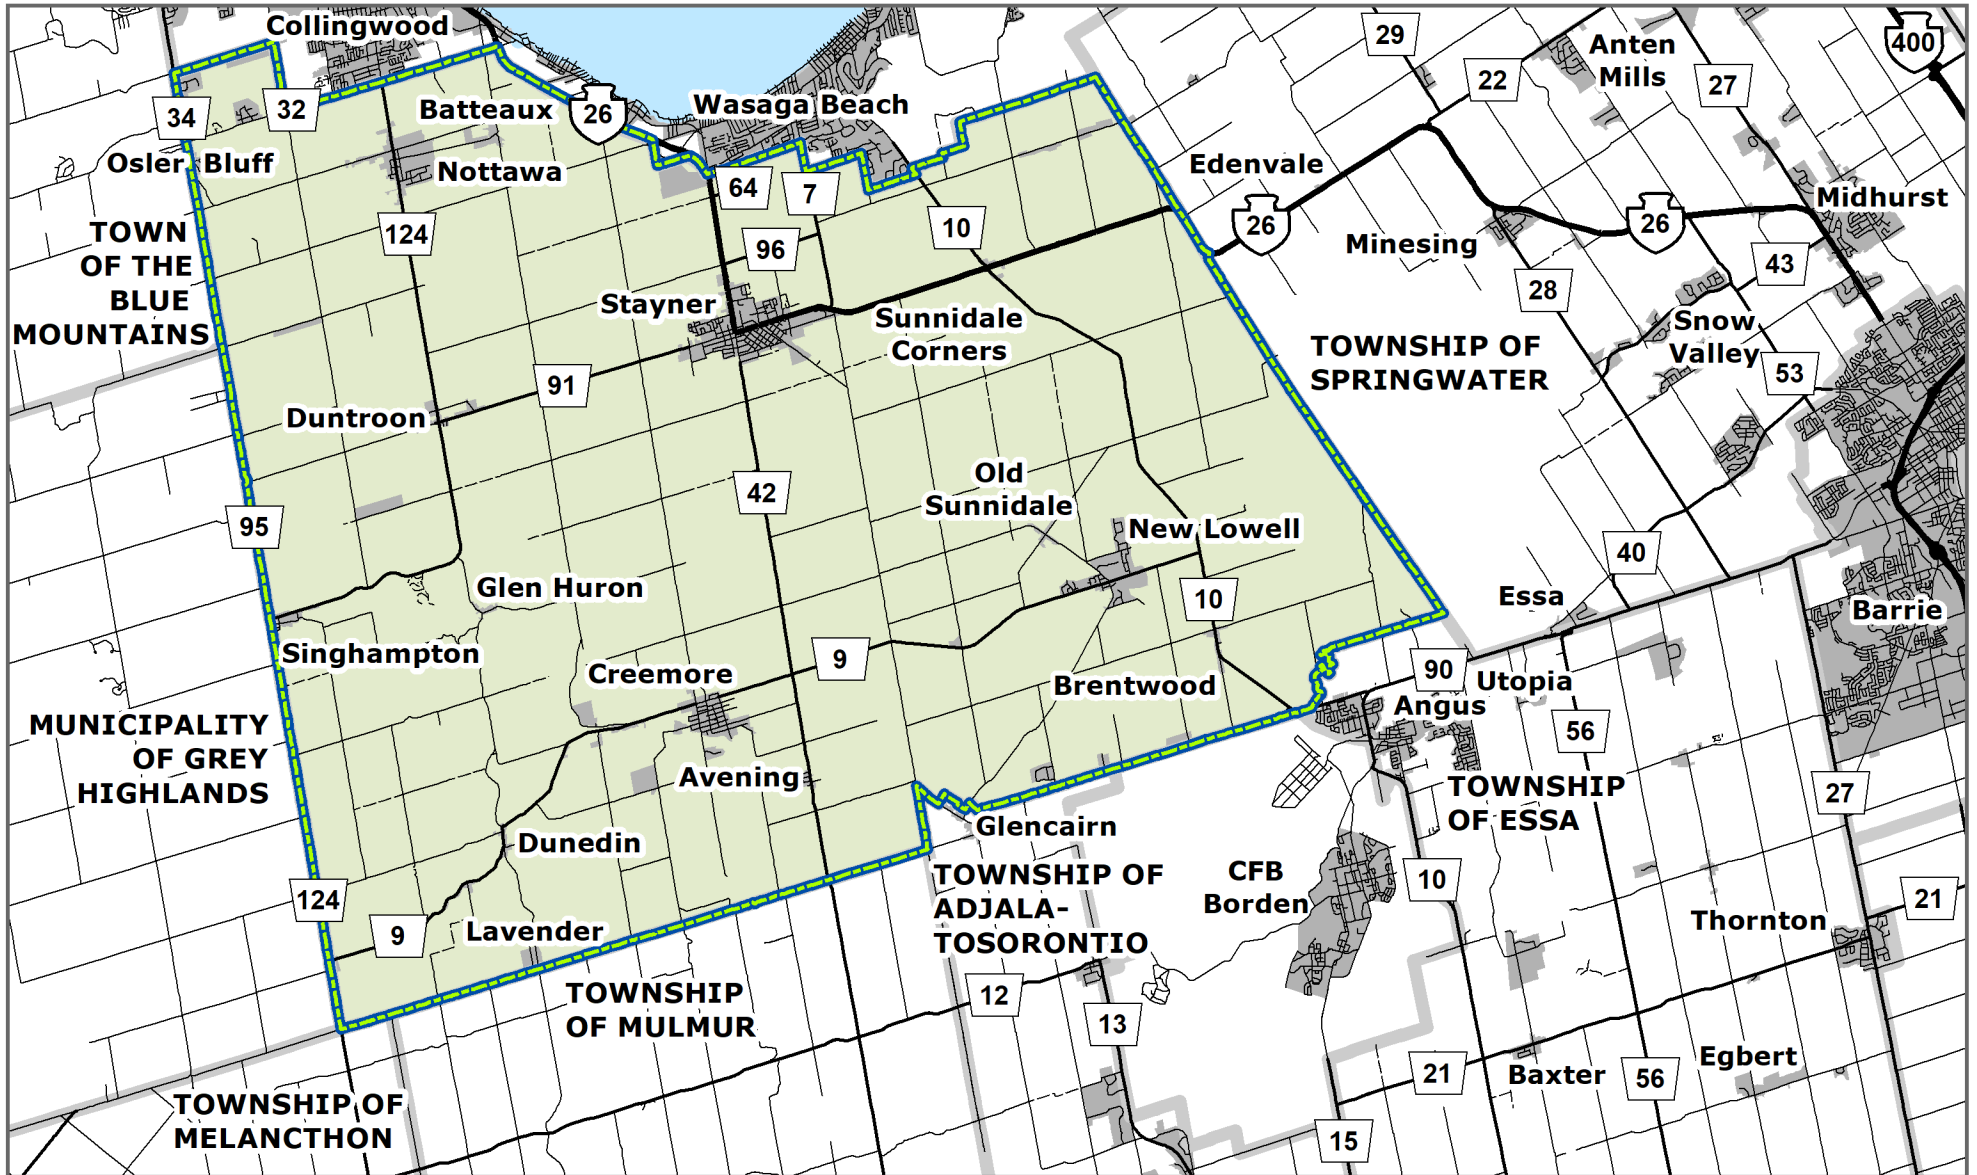 Collingwood
29
Anten
Mills
400
22
27
34
32
Batteaux
26
Wasaga Beach
Osler Bluff
Nottawa
64
7
Edenvale
Midhurst
TOWN
OF THE
BLUE
MOUNTAINS
124
96
10
26
Minesing
26
43
28
Stayner
Sunnidale
Corners
TOWNSHIP OF
SPRINGWATER
Snow
Valley
53
91
Duntroon
42
Old
Sunnidale
95
New Lowell
40
Glen Huron
10
Essa
Barrie
Singhampton
9
Creemore
Brentwood
90
Utopia
Angus
MUNICIPALITY
OF GREY
HIGHLANDS
56
Avening
TOWNSHIP
OF ESSA
27
Glencairn
Dunedin
TOWNSHIP OF
ADJALA-
TOSORONTIO
CFB
Borden
10
124
21
9
Lavender
Thornton
TOWNSHIP
OF MULMUR
12
13
21
Baxter
56
Egbert
TOWNSHIP OF
MELANCTHON
15